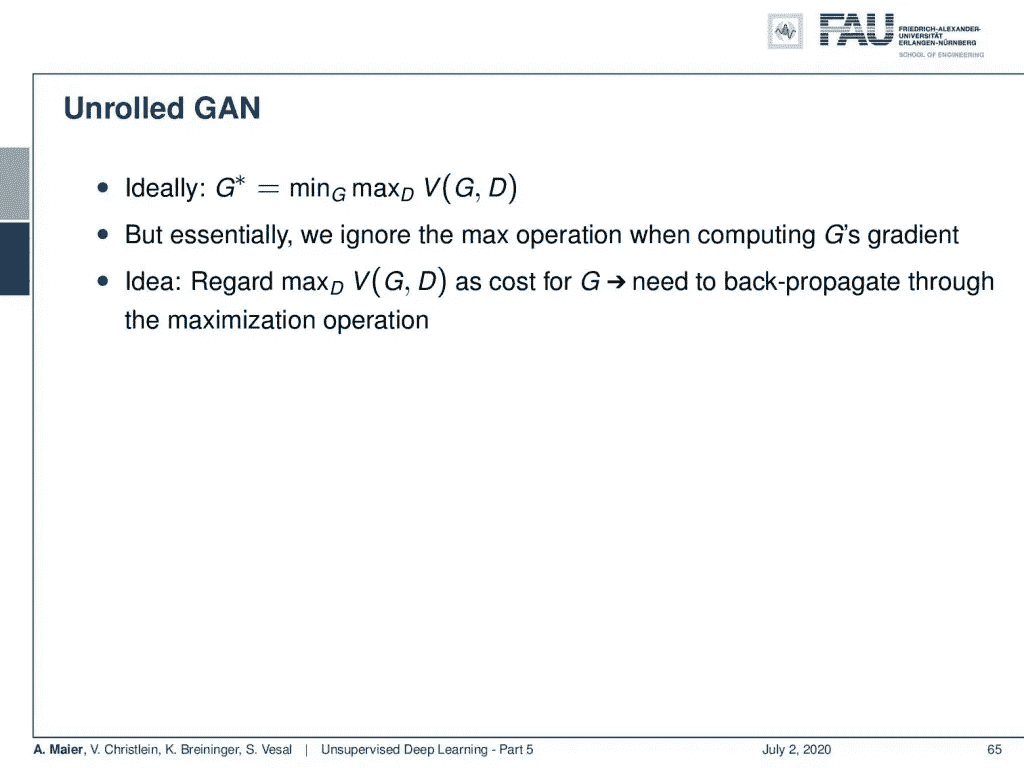 FAU
FRIEDRICH-ALEXANDER-
UNIVERSITÄT
ERLANGEN-NÜRNBERG
SCHOOL OF ENGINEERING
Unrolled GAN
• Ideally: G* = min_G max_D V(G, D)
• But essentially, we ignore the max operation when computing G’s gradient
• Idea: Regard max_D V(G, D) as cost for G ➔ need to back-propagate through
the maximization operation
A. Maier, V. Christlein, K. Breininger, S. Vesal | Unsupervised Deep Learning - Part 5 July 2, 2020 65